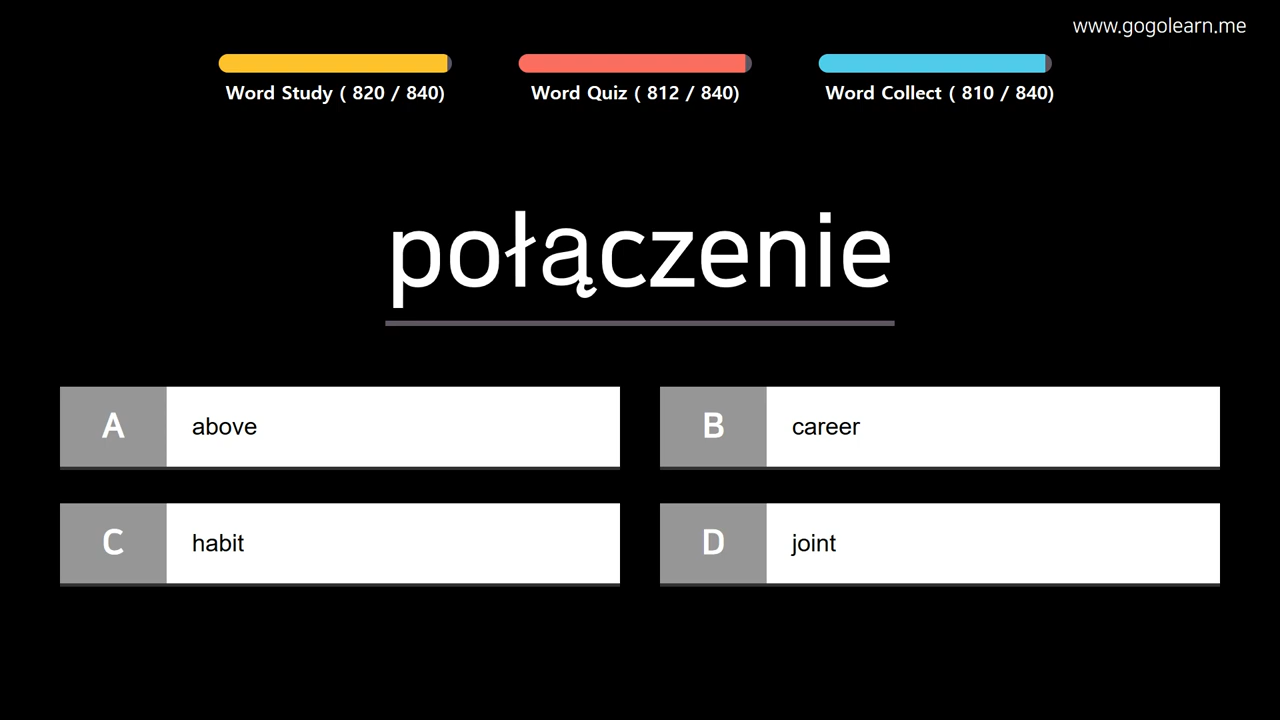 www.gogolearn.me
Word Study ( 820 / 840)
Word Quiz ( 812 / 840)
Word Collect ( 810 / 840)
połączenie
A above
B career
C habit
D joint